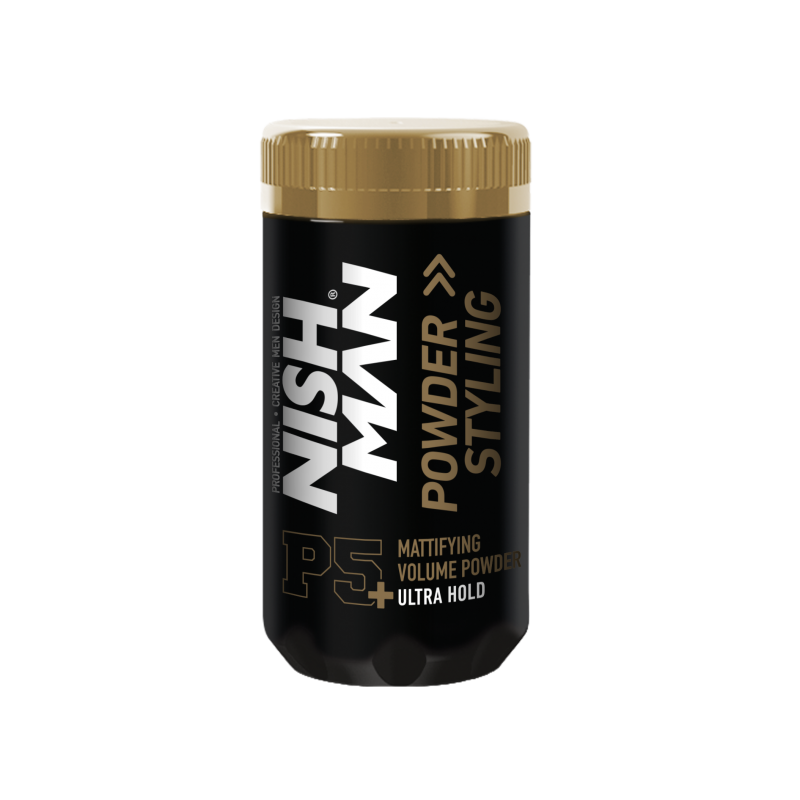 PROFESSIONAL • CREATIVE MEN DESIGN
NISH
MAN®
POWDER >>
STYLING
P5+
MATTIFYING
VOLUME POWDER
ULTRA HOLD